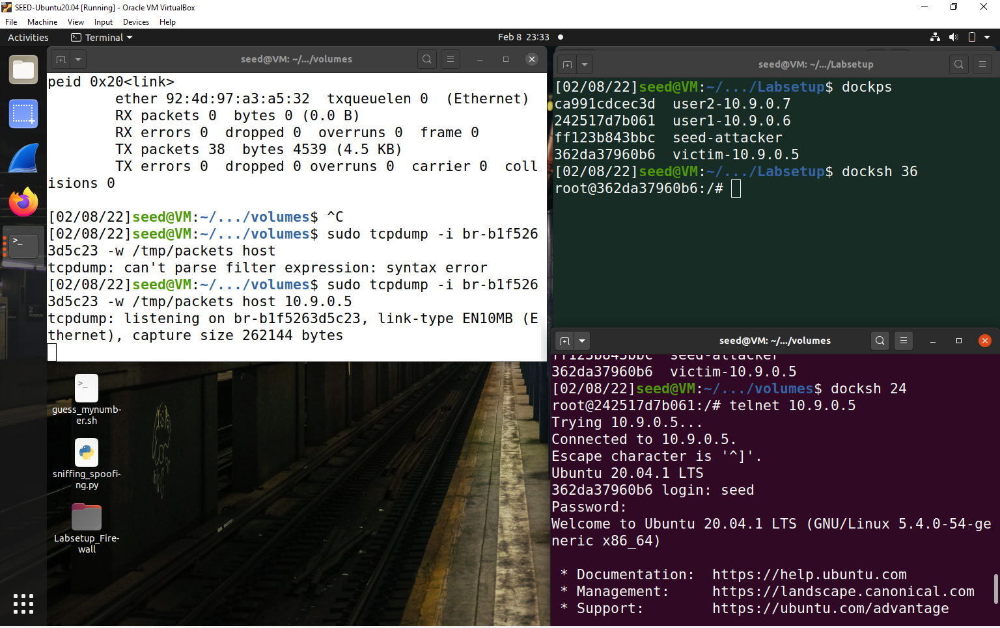 SEED-Ubuntu20.04 [Running] - Oracle VM VirtualBox
File Machine View Input Devices Help
Activities Terminal Feb 8 23:33
seed@VM: ~/.../volumes
peid 0x20<link>
ether 92:4d:97:a3:a5:32 txqueuelen 0 (Ethernet)
RX packets 0 bytes 0 (0.0 B)
RX errors 0 dropped 0 overruns 0 frame 0
TX packets 38 bytes 4539 (4.5 KB)
TX errors 0 dropped 0 overruns 0 carrier 0 coll
isions 0
[02/08/22]seed@VM:~/.../volumes$ ^C
[02/08/22]seed@VM:~/.../volumes$ sudo tcpdump -i br-b1f526
3d5c23 -w /tmp/packets host
tcpdump: can't parse filter expression: syntax error
[02/08/22]seed@VM:~/.../volumes$ sudo tcpdump -i br-b1f526
3d5c23 -w /tmp/packets host 10.9.0.5
tcpdump: listening on br-b1f5263d5c23, link-type EN10MB (E
thernet), capture size 262144 bytes
guess_mynumb-
er.sh
sniffing_spoofi-
ng.py
Labsetup_Fire-
wall
seed@VM: ~/.../Labsetup
[02/08/22]seed@VM:~/.../Labsetup$ dockps
ca991cdcec3d user2-10.9.0.7
242517d7b061 user1-10.9.0.6
ff123b843bbc seed-attacker
362da37960b6 victim-10.9.0.5
[02/08/22]seed@VM:~/.../Labsetup$ docksh 36
root@362da37960b6:/#
seed@VM: ~/.../volumes
ff123b843bbc seed-attacker
362da37960b6 victim-10.9.0.5
[02/08/22]seed@VM:~/.../volumes$ docksh 24
root@242517d7b061:/# telnet 10.9.0.5
Trying 10.9.0.5...
Connected to 10.9.0.5.
Escape character is '^]'.
Ubuntu 20.04.1 LTS
362da37960b6 login: seed
Password:
Welcome to Ubuntu 20.04.1 LTS (GNU/Linux 5.4.0-54-ge
neric x86_64)
* Documentation: https://help.ubuntu.com
* Management: https://landscape.canonical.com
* Support: https://ubuntu.com/advantage